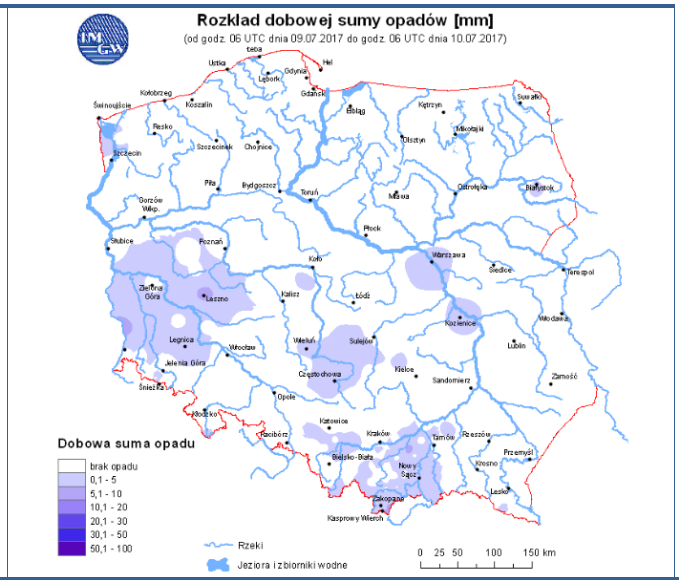 IM
GW
Rozkład dobowej sumy opadów [mm]
(od godz. 06 UTC dnia 09.07.2017 do godz. 06 UTC dnia 10.07.2017)
Łeba
Ustka
Hel
Gdynia
Lębork
Gdańsk
Kołobrzeg
Koszalin
Świnoujście
Suwałki
Kętrzyn
Elbląg
Resko
Mikołajki
Olsztyn
Szczecinek
Chojnice
Szczecin
Piła
Bydgoszcz
Białystok
Toruń
Mława
Ostrołęka
Gorzów
Wlkp.
Płock
Słubice
Poznań
Koło
Warszawa
Siedlce
Terespol
Zielona
Góra
Leszno
Kalisz
Łódź
Kozienice
Włodawa
Legnica
Wrocław
Wieluń
Sulejów
Lublin
Jelenia Góra
Częstochowa
Kielce
Zamość
Śnieżka
Opole
Sandomierz
Kłodzko
Katowice
Racibórz
Kraków
Tarnów
Rzeszów
Bielsko-Biała
Przemyśl
Nowy
Sącz
Krosno
Lesko
Zakopane
Kasprowy Wierch
Dobowa suma opadu
brak opadu
0,1 - 5
5,1 - 10
10,1 - 20
20,1 - 30
30,1 - 50
50,1 - 100
Rzeki
Jeziora i zbiorniki wodne
0 25 50 100 150 km